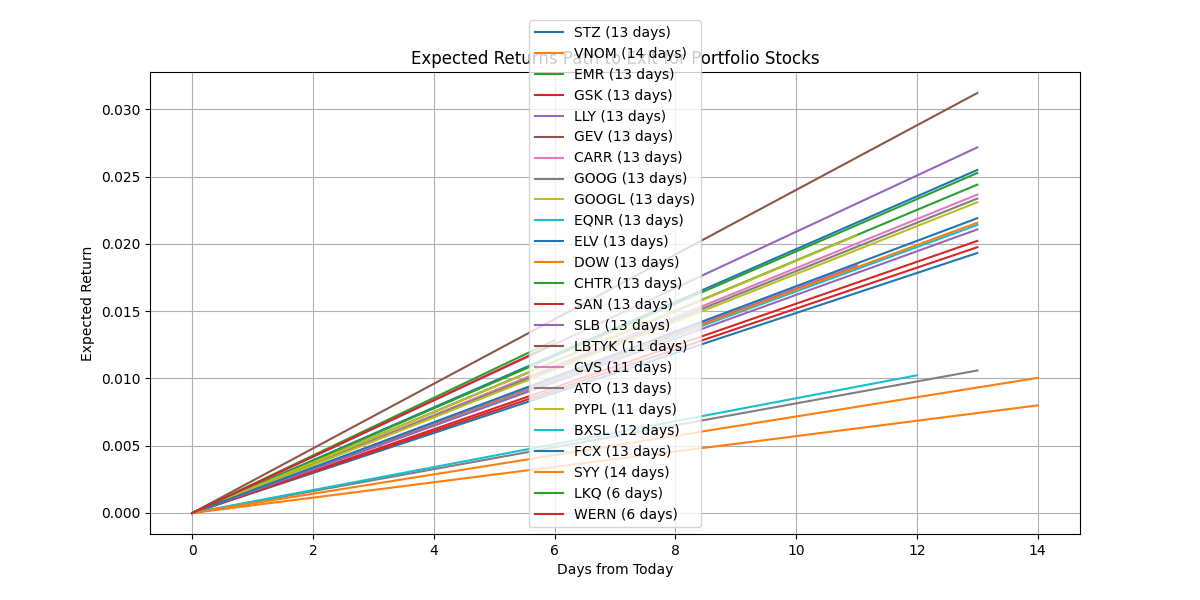 Expected Returns Path to Exit for Portfolio Stocks
STZ (13 days)
VNOM (14 days)
EMR (13 days)
GSK (13 days)
LLY (13 days)
GEV (13 days)
CARR (13 days)
GOOG (13 days)
GOOGL (13 days)
EQNR (13 days)
ELV (13 days)
DOW (13 days)
CHTR (13 days)
SAN (13 days)
SLB (13 days)
LBTYK (11 days)
CVS (11 days)
ATO (13 days)
PYPL (11 days)
BXSL (12 days)
FCX (13 days)
SYY (14 days)
LKQ (6 days)
WERN (6 days)
Expected Return
0.030
0.025
0.020
0.015
0.010
0.005
0.000
0 2 4 6 8 10 12 14
Days from Today